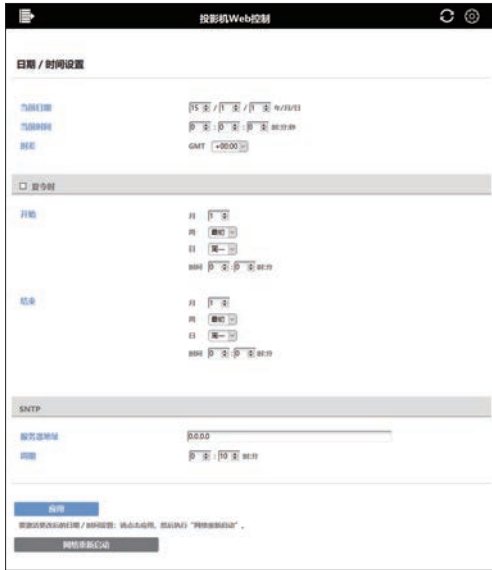 投影机Web控制
日期 / 时间设置
当前日期 15 / 1 / 1 年/月/日
当前时间 0 : 0 : 0 时:分:秒
时差 GMT +00:00
夏令时
开始 月 1
周 最初
日 周一
时间 0 : 0 时:分
结束 月 1
周 最初
日 周一
时间 0 : 0 时:分
SNTP
服务器地址 0.0.0.0
周期 0 : 10 时:分
应用
要激活更改后的日期 / 时间设置：请点击应用，然后执行“网络重新启动”。
网络重新启动